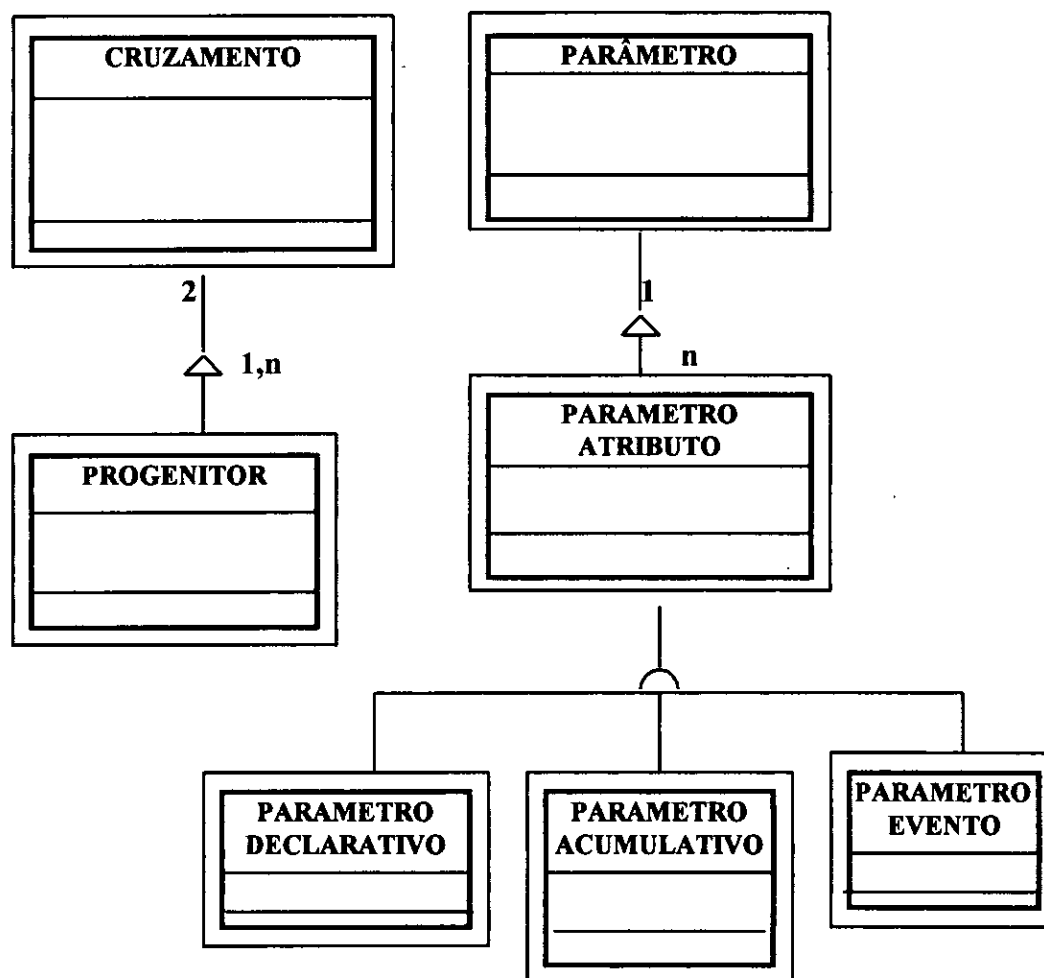 CRUZAMENTO
PARÂMETRO
2
1
1,n
n
PARAMETRO
ATRIBUTO
PROGENITOR
PARAMETRO
DECLARATIVO
PARAMETRO
ACUMULATIVO
PARAMETRO
EVENTO